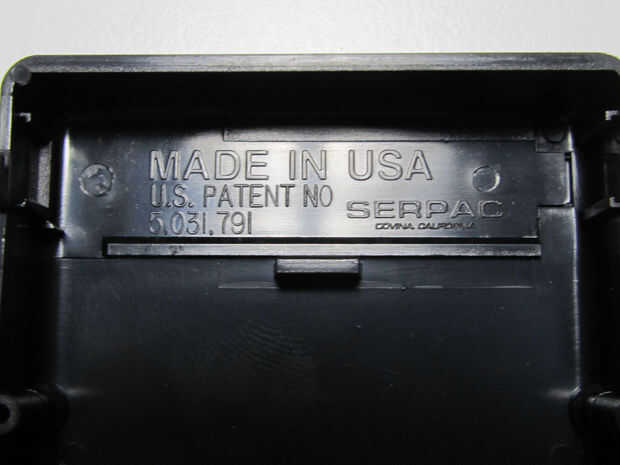 MADE IN USA
U.S. PATENT NO
5,031,791
SERPAC
COVINA, CALIFORNIA